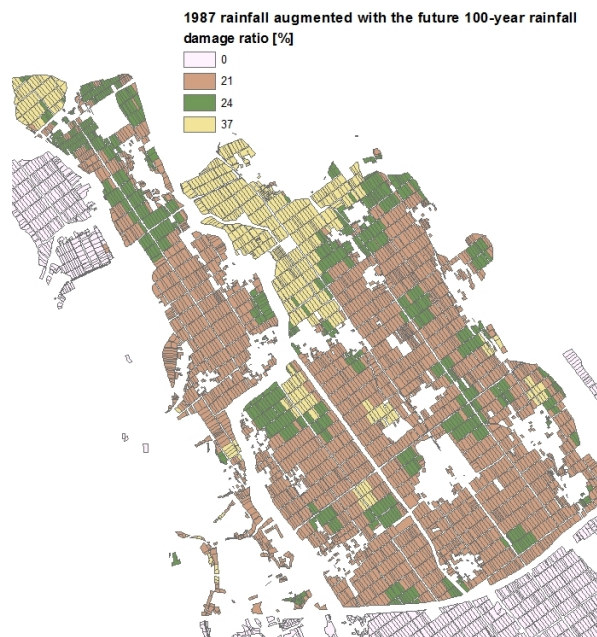 1987 rainfall augmented with the future 100-year rainfall
damage ratio [%]
0
21
24
37